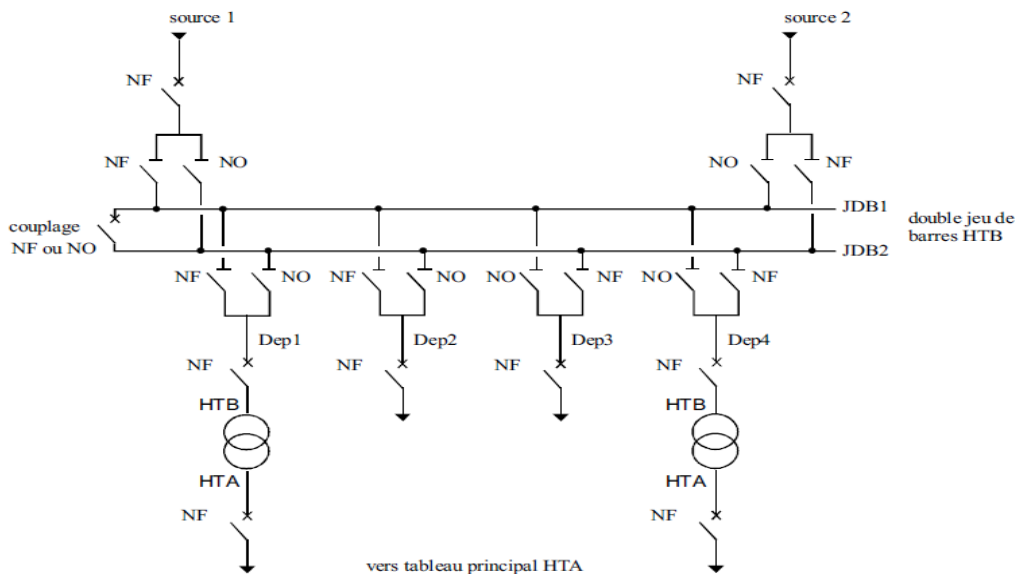 source 1
source 2
NF
NF
NF
NO
NO
NF
JDB1
couplage
NF ou NO
double jeu de
barres HTB
JDB2
NF
NO
NF
NO
NO
NF
NO
NF
Dep1
Dep2
Dep3
Dep4
NF
NF
NF
NF
HTB
HTB
HTA
HTA
NF
NF
vers tableau principal HTA